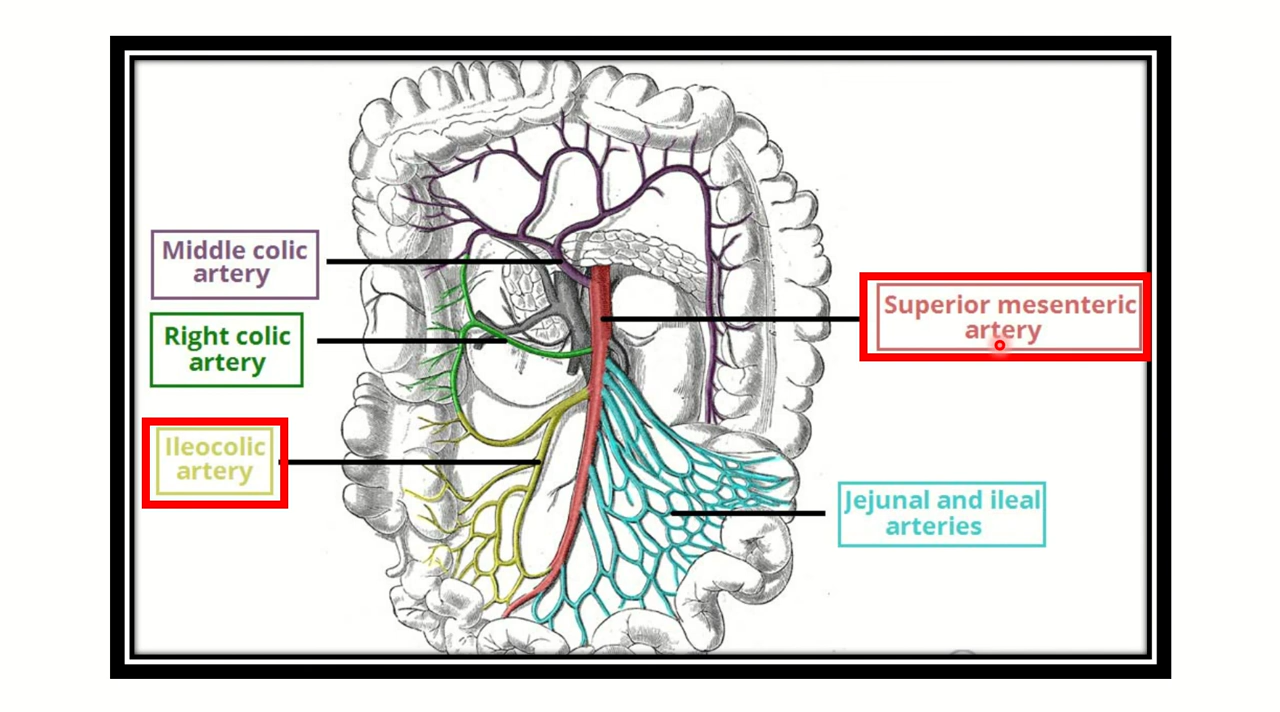 Middle colic
artery
Right colic
artery
Ileocolic
artery
Superior mesenteric
artery
Jejunal and ileal
arteries